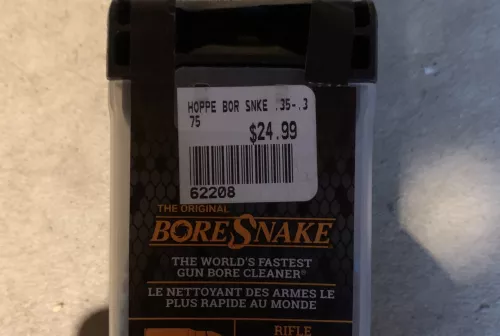 HOPPE BOR SNKE .35-.3
75
$24.99
62208
THE ORIGINAL
BORESNAKE
THE WORLD'S FASTEST
GUN BORE CLEANER®
LE NETTOYANT DES ARMES LE
PLUS RAPIDE AU MONDE
RIFLE